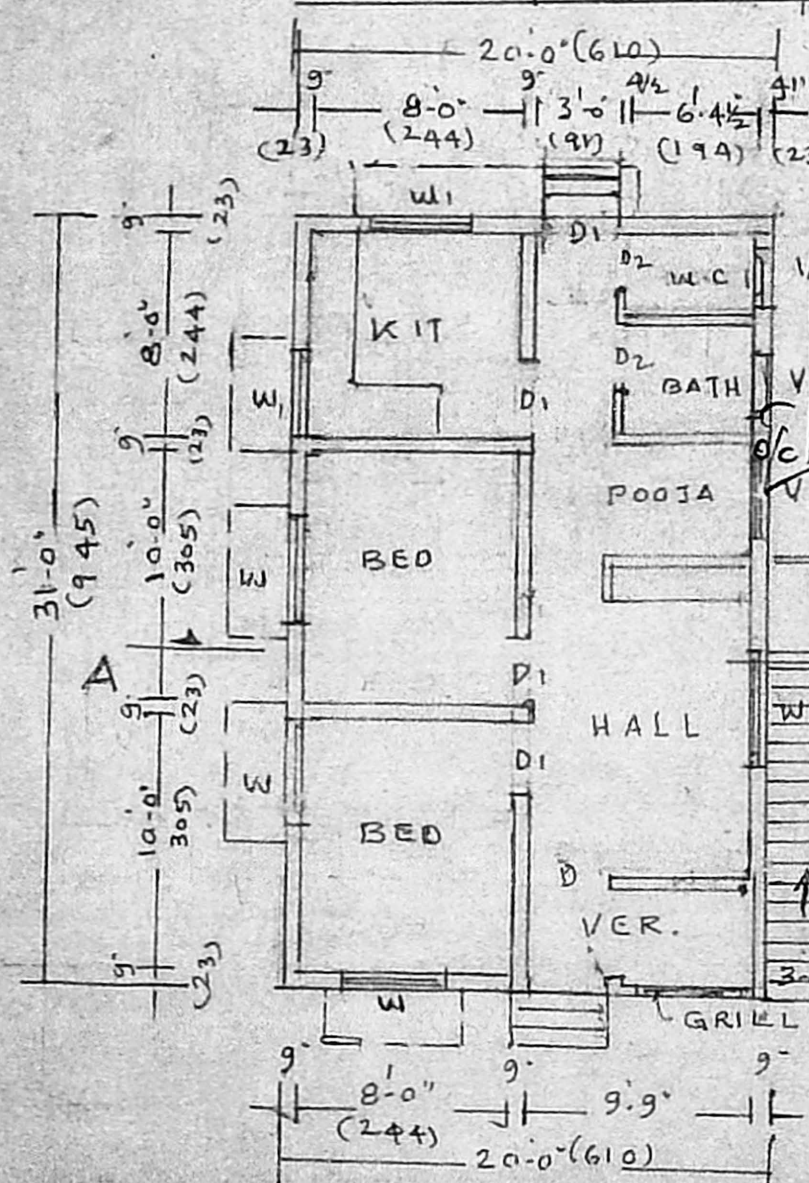 20'-0"(610)
9" 9" 4½ 4½
8'-0" 3'-0" 6'.4½
(23) (244) (91) (194)
W1
9" (23)
D1
D2 W.C
8'-0" (244)
KIT
D2
W1 D1 BATH V
9" (23)
O/C
POOJA V
31'-0" (945)
10'-0" (305)
W BED
A
D1
9" (23)
HALL W
D1
10'-0" 305)
W BED
D
VER.
9" (23)
3
W GRILL
9" 9" 9"
8'-0" 9'.9"
(244)
20'-0"(610)